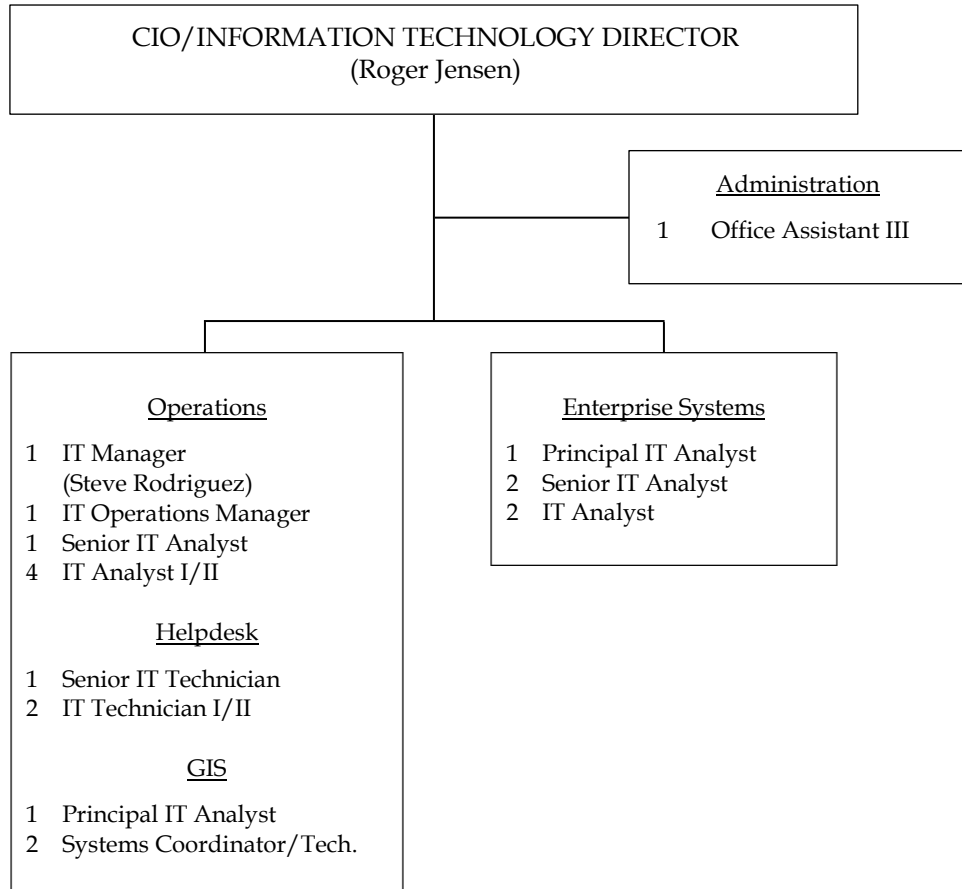 CIO/INFORMATION TECHNOLOGY DIRECTOR
(Roger Jensen)
Administration
1 Office Assistant III
Operations
1 IT Manager
(Steve Rodriguez)
1 IT Operations Manager
1 Senior IT Analyst
4 IT Analyst I/II
Helpdesk
1 Senior IT Technician
2 IT Technician I/II
GIS
1 Principal IT Analyst
2 Systems Coordinator/Tech.
Enterprise Systems
1 Principal IT Analyst
2 Senior IT Analyst
2 IT Analyst